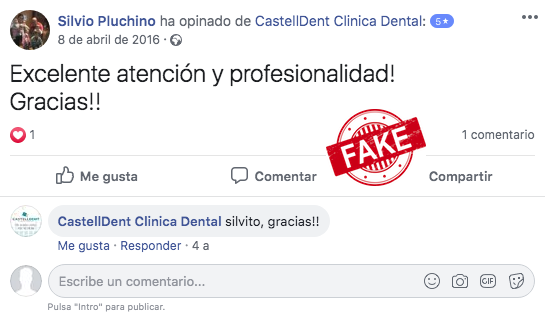 Silvio Pluchino ha opinado de CastellDent Clinica Dental: 5★
8 de abril de 2016 ·
Excelente atención y profesionalidad!
Gracias!!
1
1 comentario
FAKE
Me gusta
Comentar
Compartir
CASTELLDENT
CastellDent Clinica Dental silvito, gracias!!
Me gusta · Responder · 4 a
Escribe un comentario...
GIF
Pulsa "Intro" para publicar.